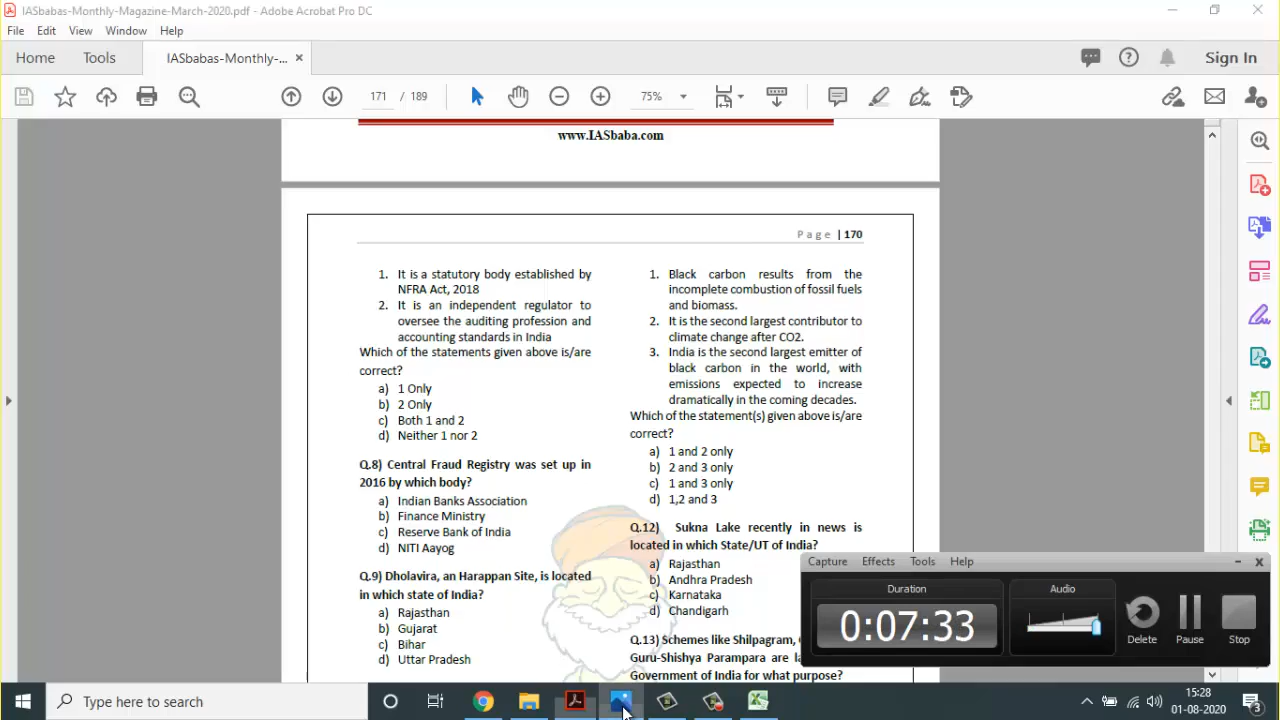 IASbabas-Monthly-Magazine-March-2020.pdf - Adobe Acrobat Pro DC
File Edit View Window Help
Home Tools IASbabas-Monthly-... × Sign In
171 / 189 75%
www.IASbaba.com
Page | 170
1. It is a statutory body established by
NFRA Act, 2018
2. It is an independent regulator to
oversee the auditing profession and
accounting standards in India
Which of the statements given above is/are
correct?
a) 1 Only
b) 2 Only
c) Both 1 and 2
d) Neither 1 nor 2
Q.8) Central Fraud Registry was set up in
2016 by which body?
a) Indian Banks Association
b) Finance Ministry
c) Reserve Bank of India
d) NITI Aayog
Q.9) Dholavira, an Harappan Site, is located
in which state of India?
a) Rajasthan
b) Gujarat
c) Bihar
d) Uttar Pradesh
1. Black carbon results from the
incomplete combustion of fossil fuels
and biomass.
2. It is the second largest contributor to
climate change after CO2.
3. India is the second largest emitter of
black carbon in the world, with
emissions expected to increase
dramatically in the coming decades.
Which of the statement(s) given above is/are
correct?
a) 1 and 2 only
b) 2 and 3 only
c) 1 and 3 only
d) 1,2 and 3
Q.12) Sukna Lake recently in news is
located in which State/UT of India?
a) Rajasthan
b) Andhra Pradesh
c) Karnataka
d) Chandigarh
Q.13) Schemes like Shilpagram,
Guru-Shishya Parampara are
Government of India for what purpose?
Capture Effects Tools Help
Duration Audio
0:07:33
Delete Pause Stop
Type here to search
15:28
01-08-2020
3